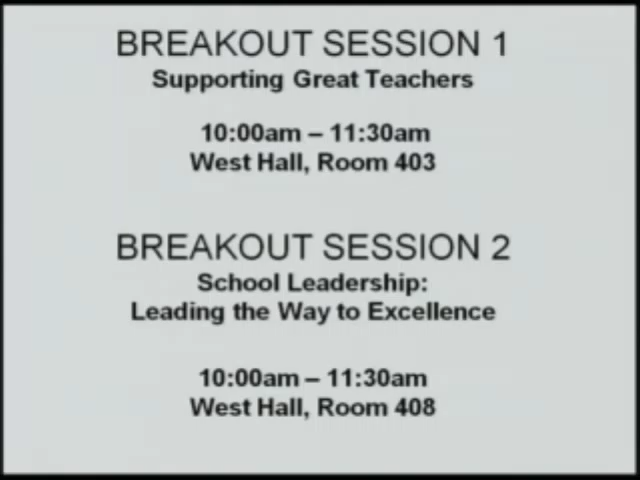 BREAKOUT SESSION 1
Supporting Great Teachers
10:00am – 11:30am
West Hall, Room 403
BREAKOUT SESSION 2
School Leadership:
Leading the Way to Excellence
10:00am – 11:30am
West Hall, Room 408